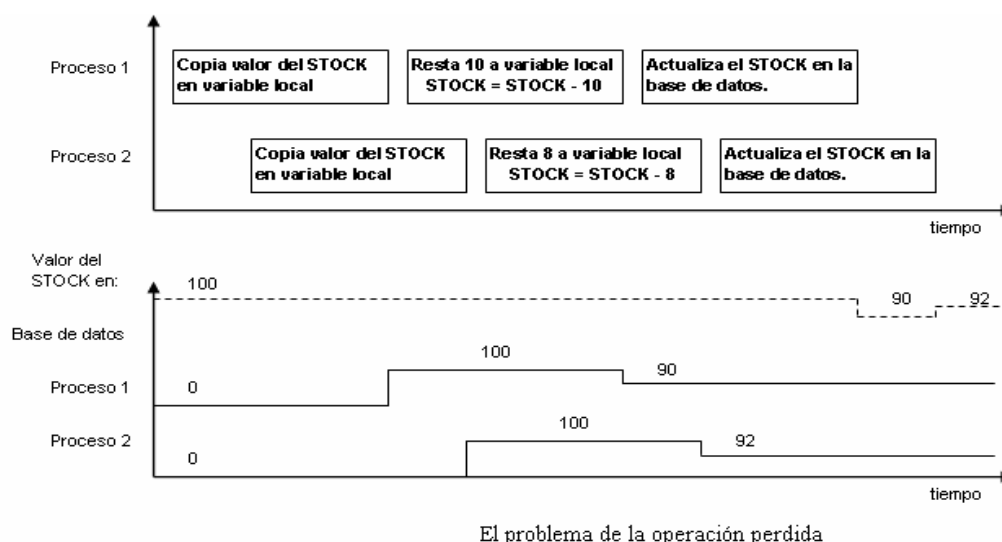 Proceso 1
Copia valor del STOCK
en variable local
Resta 10 a variable local
STOCK = STOCK - 10
Actualiza el STOCK en la
base de datos.
Proceso 2
Copia valor del STOCK
en variable local
Resta 8 a variable local
STOCK = STOCK - 8
Actualiza el STOCK en la
base de datos.
tiempo
Valor del
STOCK en:
100
90
92
Base de datos
Proceso 1
0
100
90
Proceso 2
0
100
92
tiempo
El problema de la operación perdida